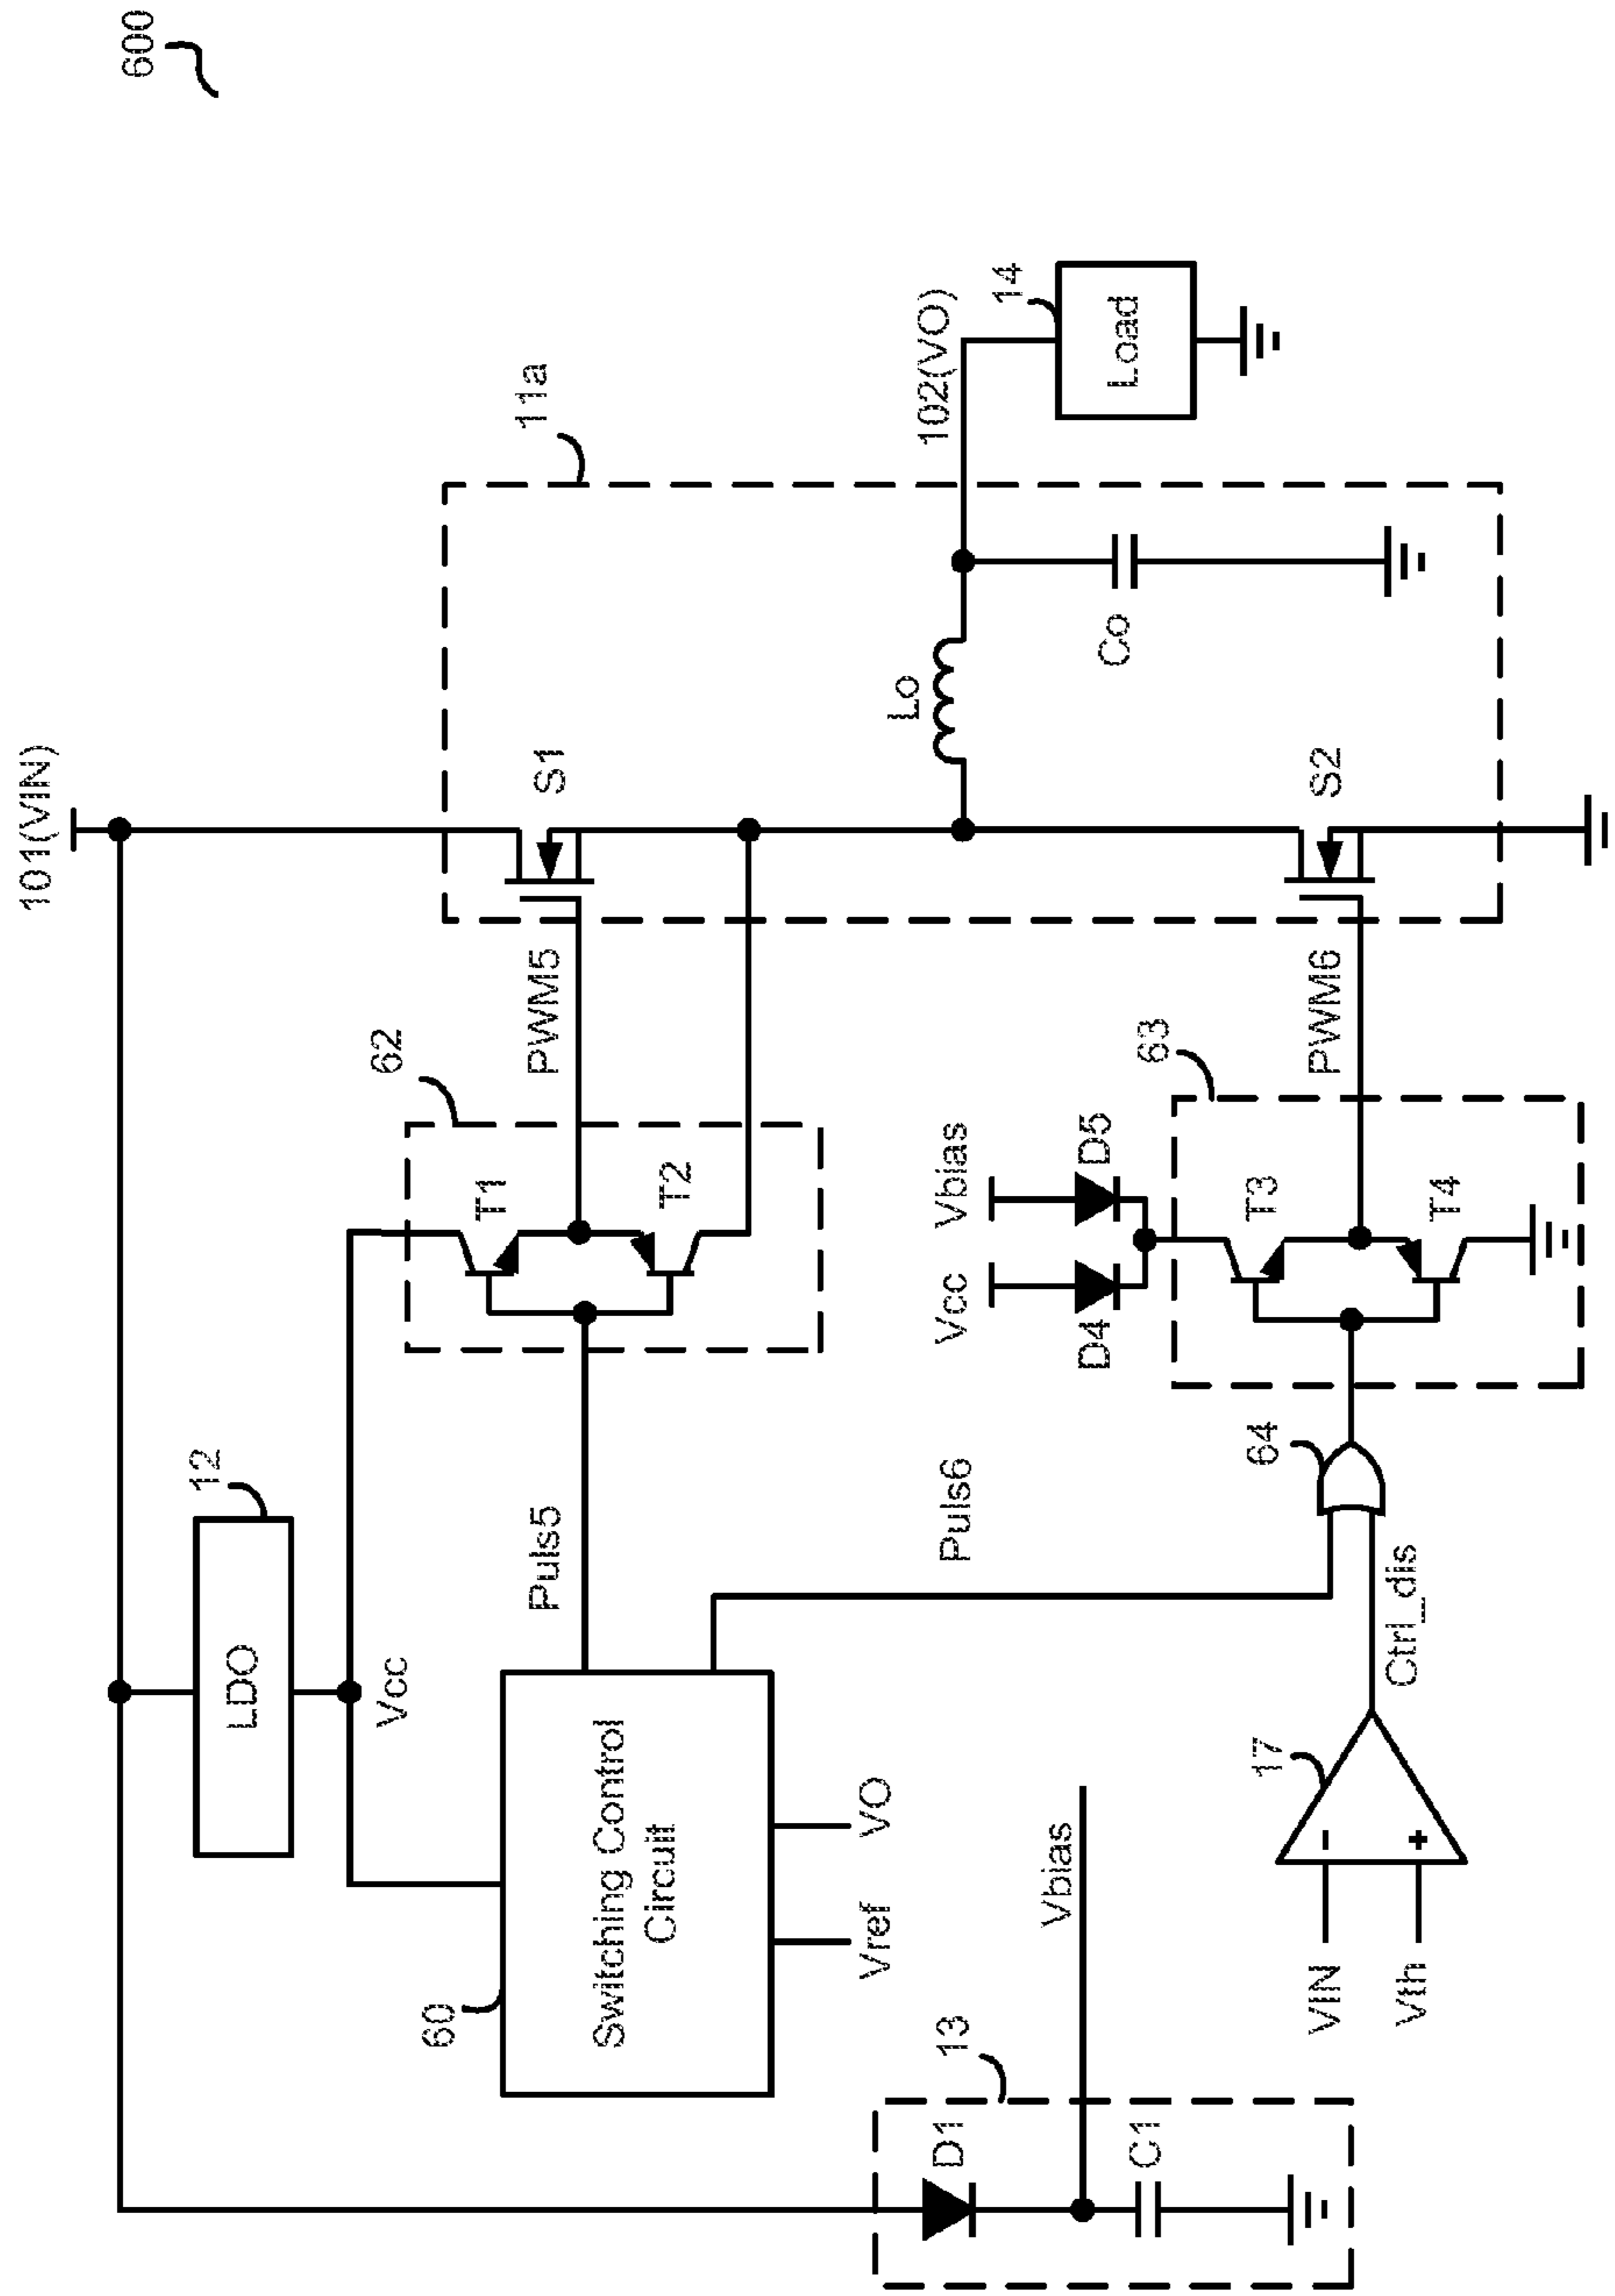 600
101(VIN)
11a
S1
Lo
102(VO)
14
Load
Co
S2
62
PWM5
T1
T2
Vbias
Vcc
D5
D4
63
PWM6
T3
T4
12
LDO
Vcc
Puls5
Puls6
64
60
Switching Control
Circuit
Vref
VO
Vbias
13
D1
C1
17
VIN
Vth
-
+
Ctrl_dis